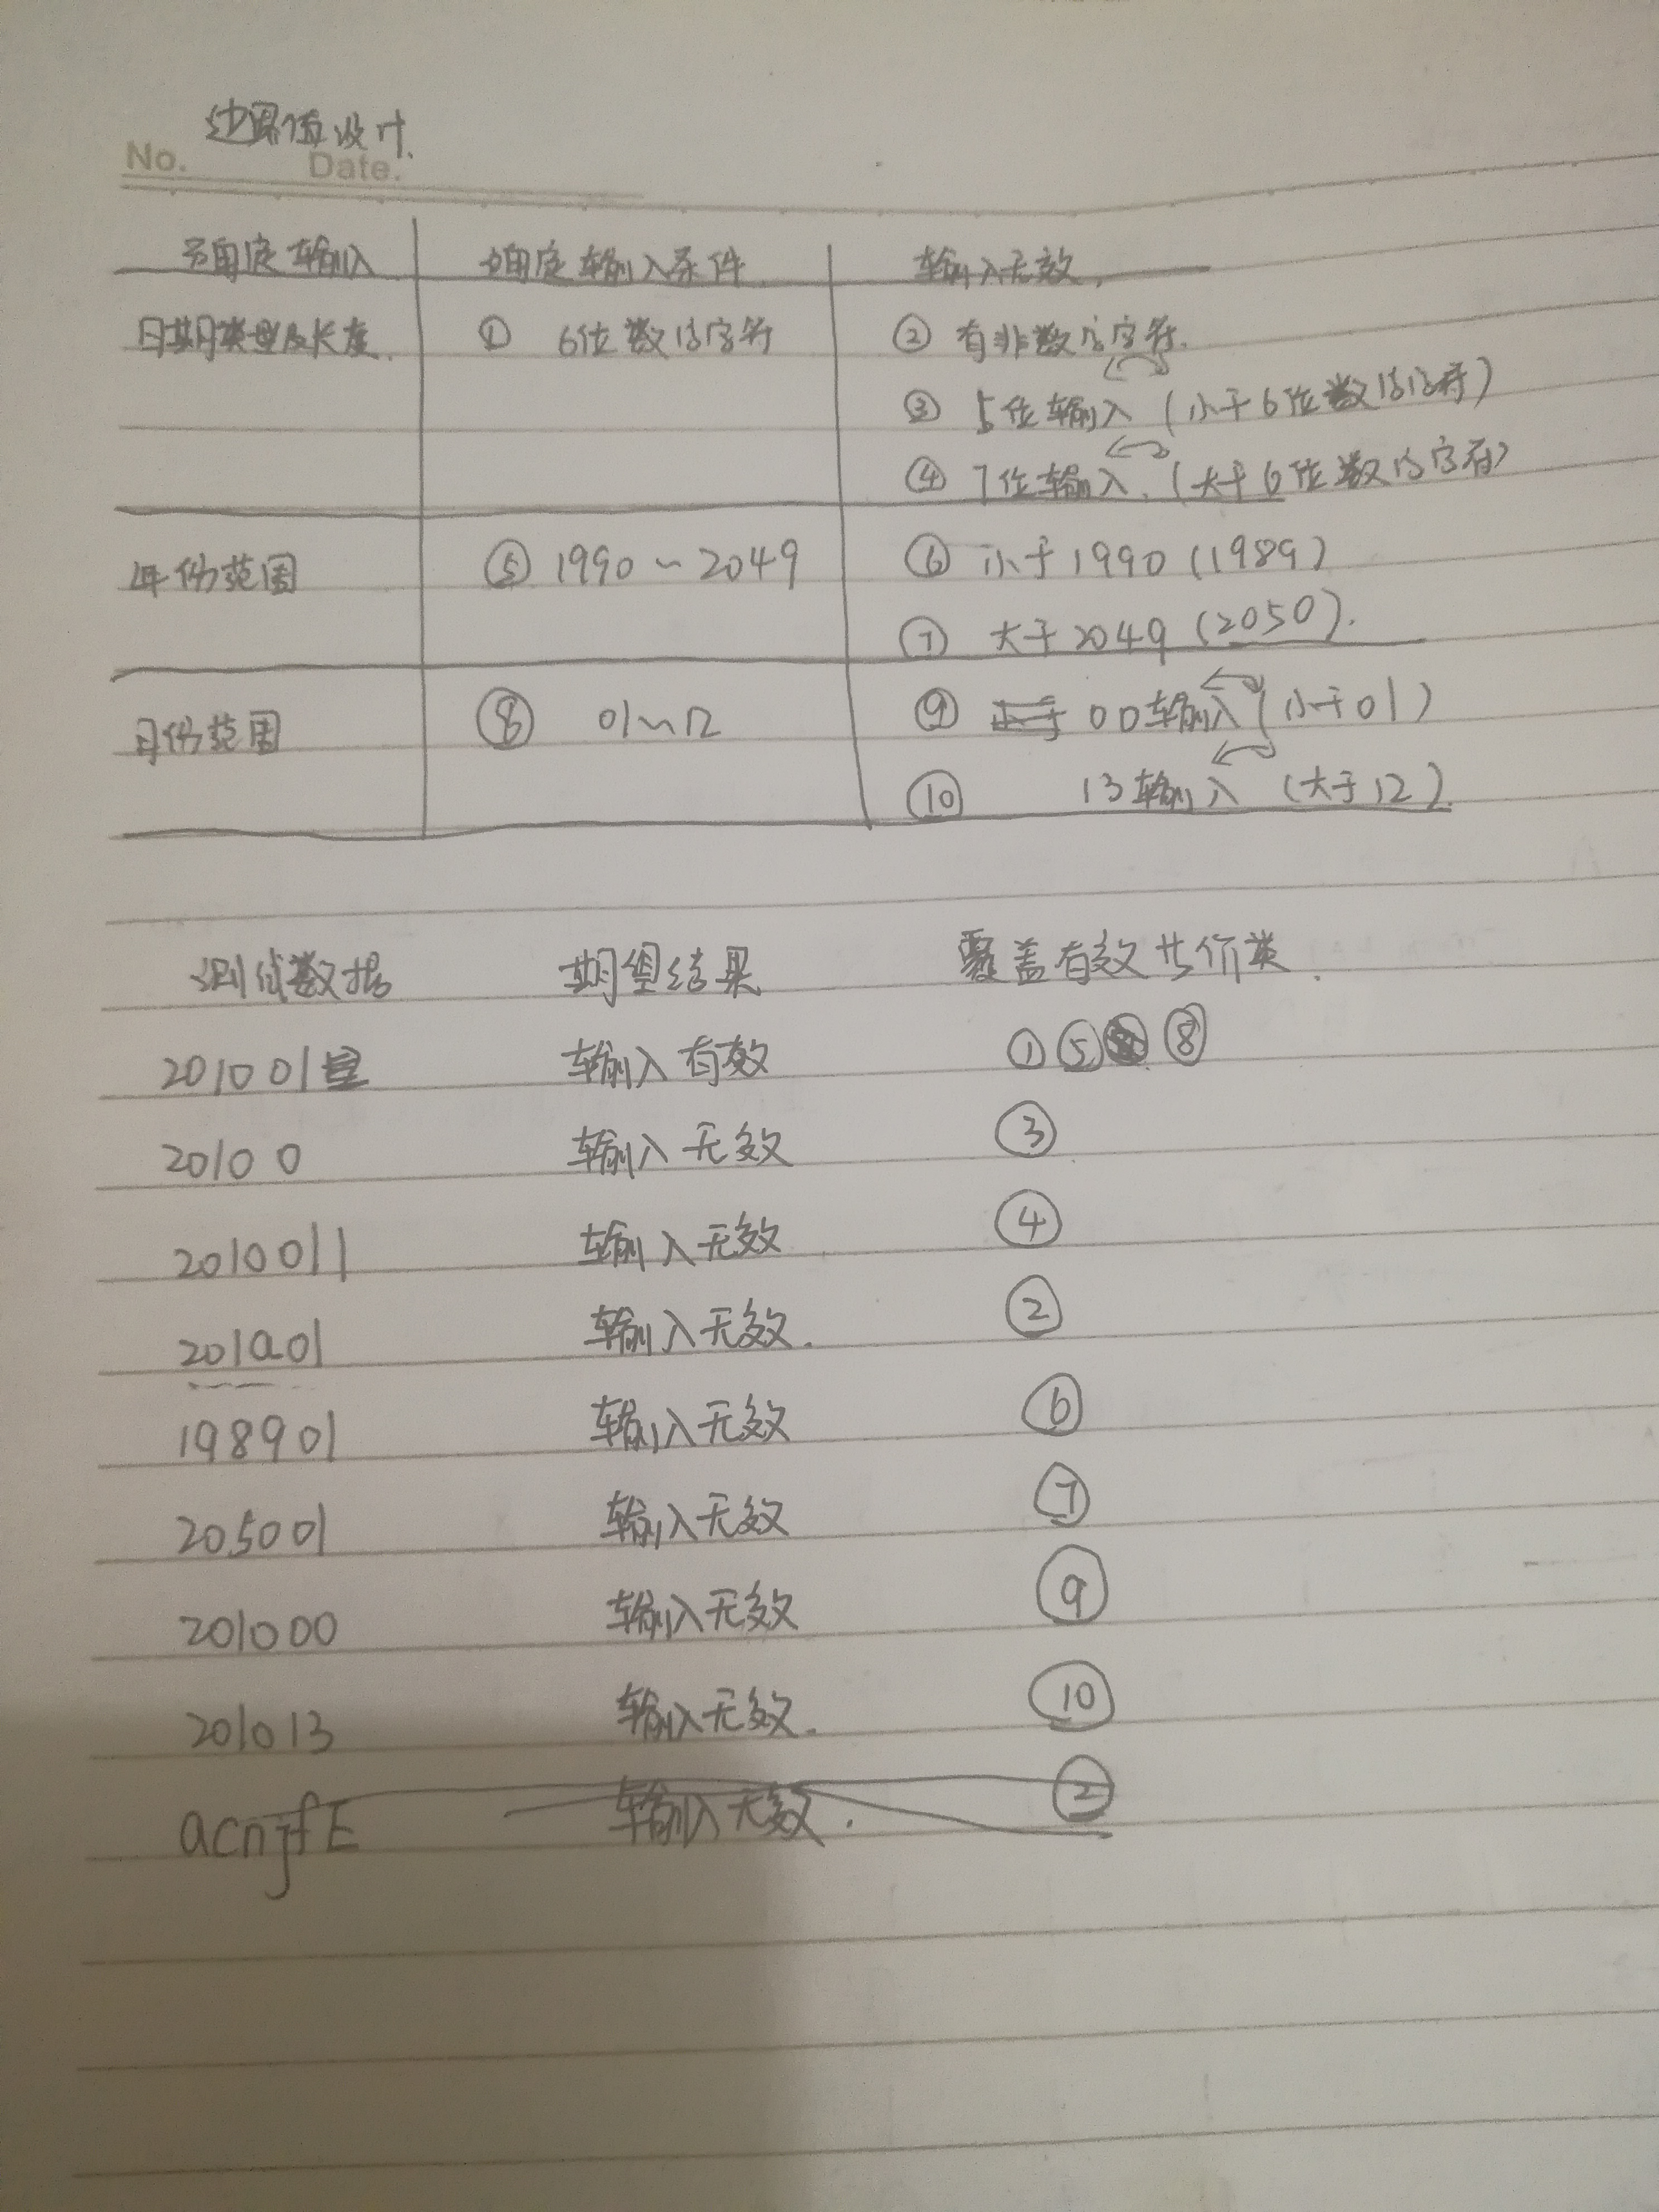 边界值设计.
No. Date.
确定输入 确定输入条件 输入无效,
日期类型及长度. ① 6位数字字符 ② 有非数字字符.
③ 5位输入 (小于6位数字字符)
④ 7位输入. (大于6位数字字符)
年份范围 ⑤ 1990~2049 ⑥ 小于1990 (1989)
⑦ 大于2049 (2050).
月份范围 ⑧ 01~12 ⑨ 00输入 (小于01)
⑩ 13输入 (大于12)
测试数据 期望结果 覆盖有效等价类.
201001 输入有效 ① ⑤ ⑧
20100 输入无效 ③
2010011 输入无效 ④
201a01 输入无效. ②
198901 输入无效 ⑥
205001 输入无效 ⑦
201000 输入无效 ⑨
201013 输入无效. ⑩
acnjfE 输入无效. ②